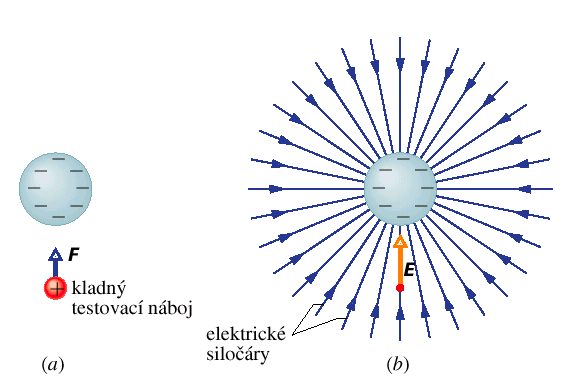 F
+ kladný
testovací náboj
E
elektrické
siločáry
(a)
(b)